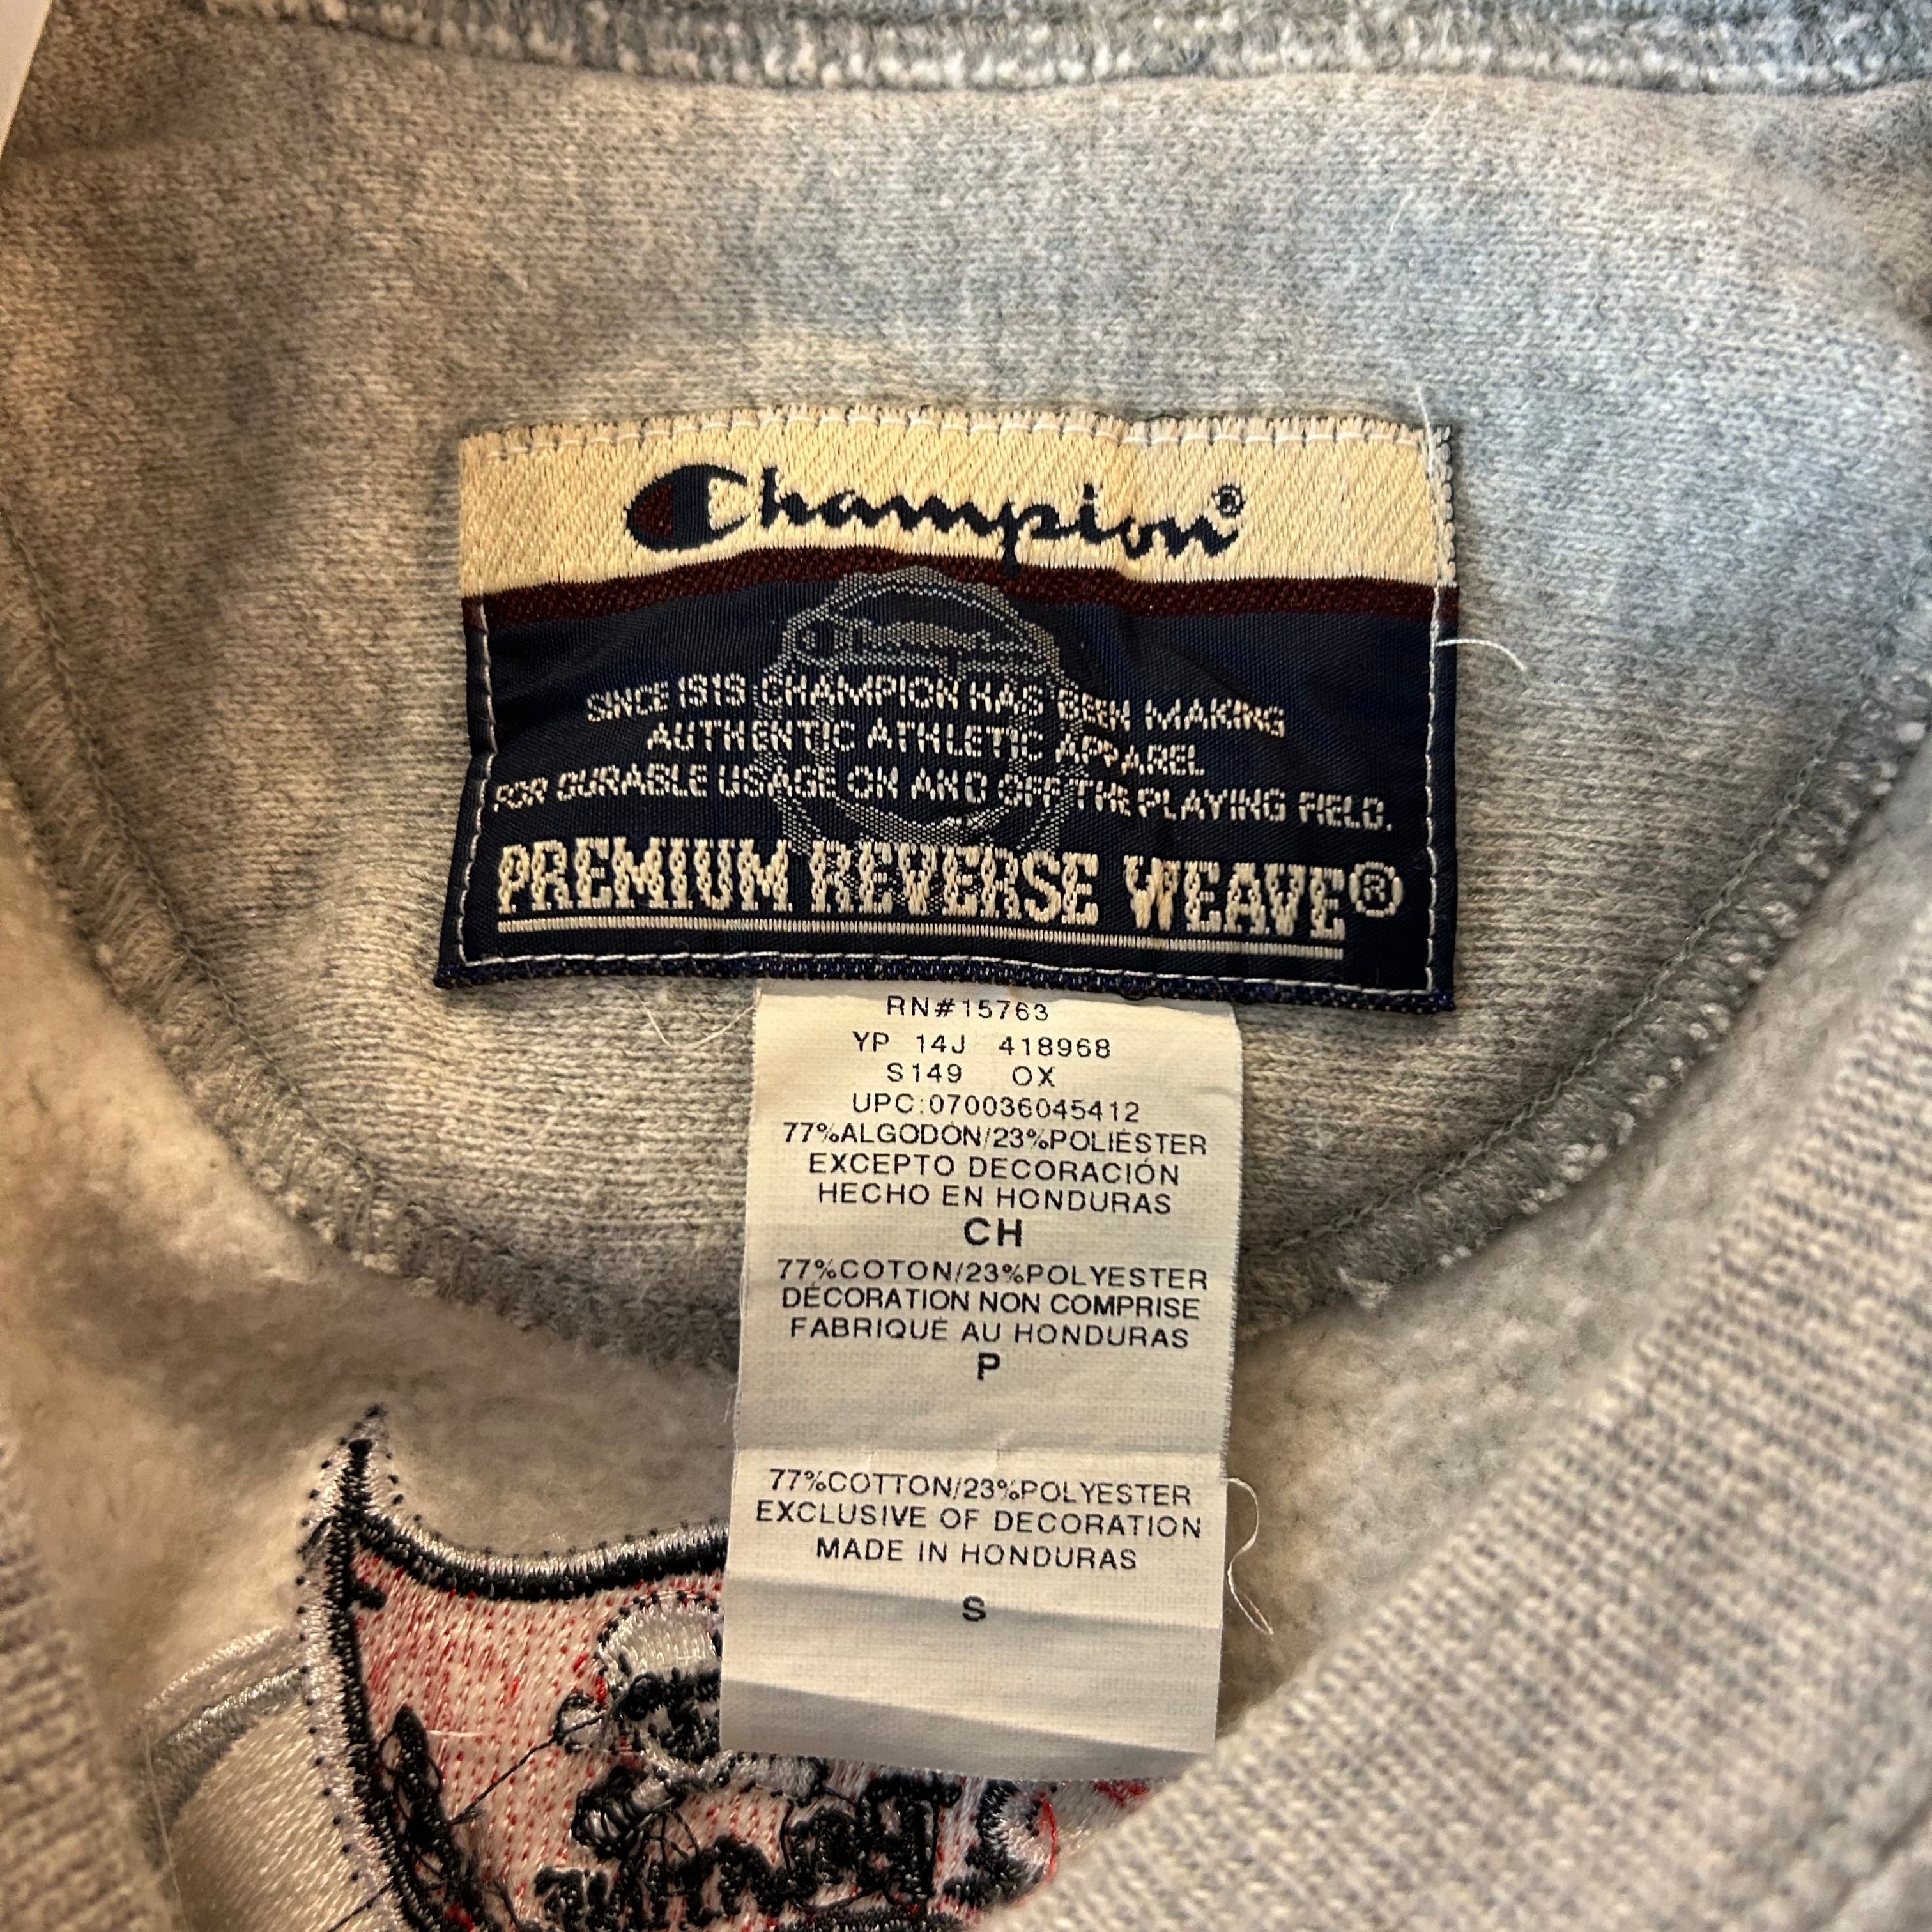 Champion®
SINCE 1919 CHAMPION HAS BEEN MAKING
AUTHENTIC ATHLETIC APPAREL
FOR DURABLE USAGE ON AND OFF THE PLAYING FIELD.
PREMIUM REVERSE WEAVE®
RN#15763
YP 14J 418968
S149 OX
UPC:070036045412
77%ALGODÓN/23%POLIÉSTER
EXCEPTO DECORACIÓN
HECHO EN HONDURAS
CH
77%COTON/23%POLYESTER
DÉCORATION NON COMPRISE
FABRIQUÉ AU HONDURAS
P
77%COTTON/23%POLYESTER
EXCLUSIVE OF DECORATION
MADE IN HONDURAS
S